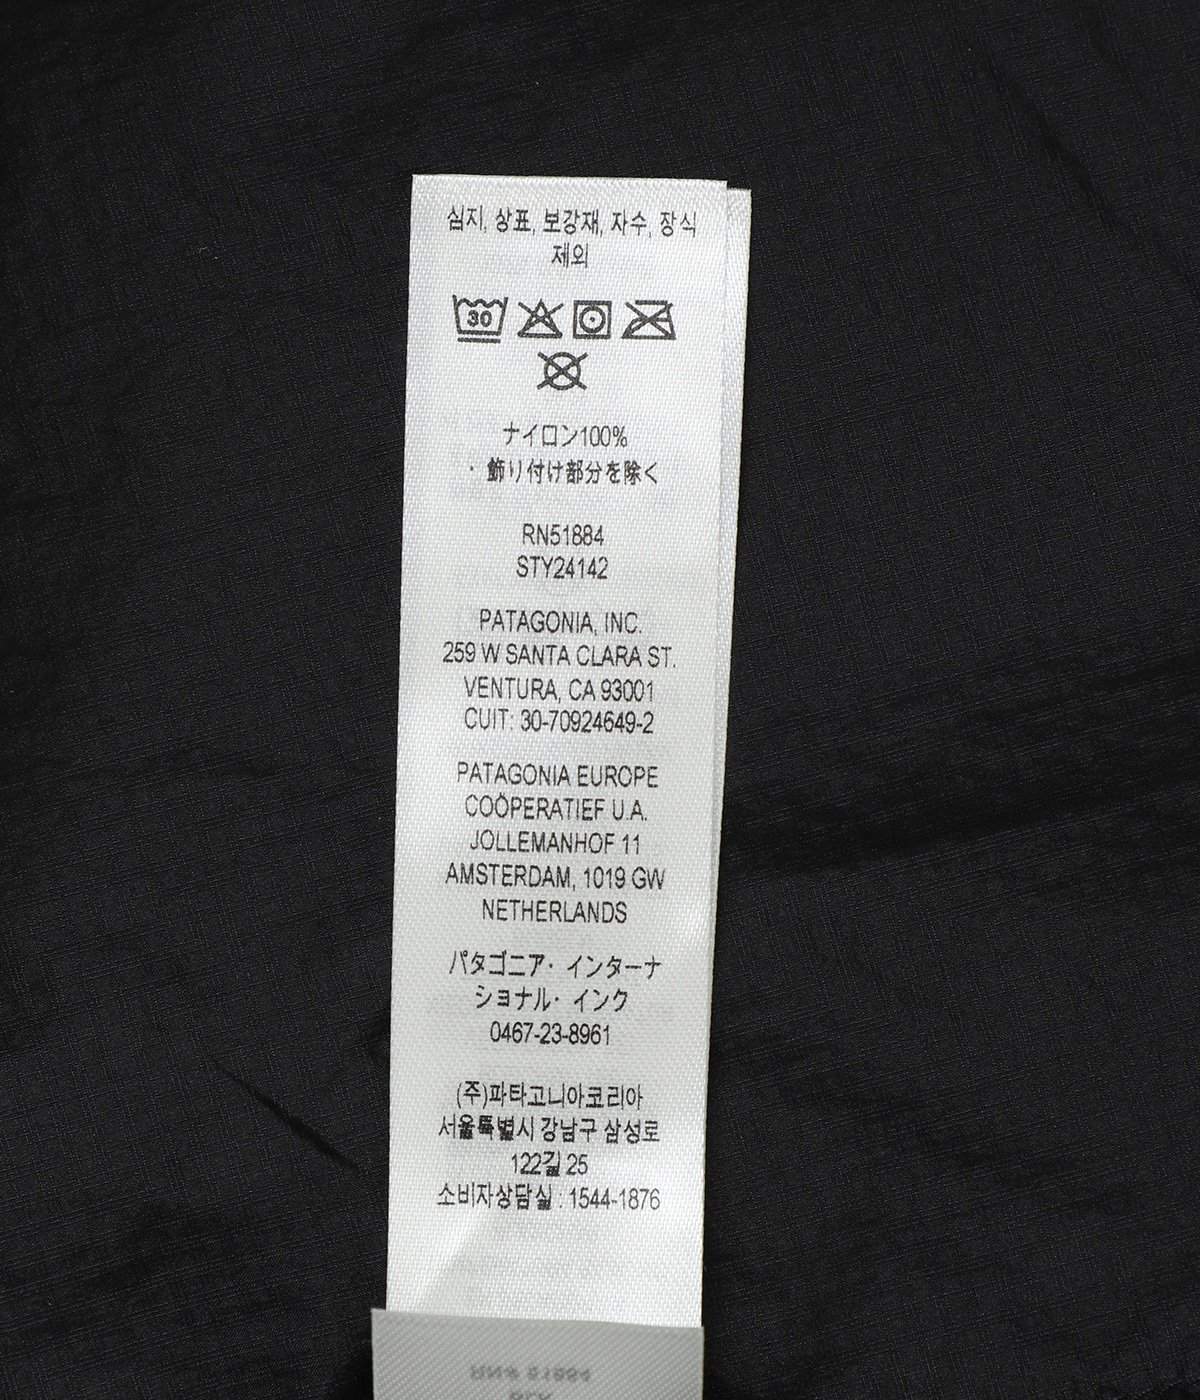 심지, 상표, 보강재, 자수, 장식
제외
30
ナイロン100%
・飾り付け部分を除く
RN51884
STY24142
PATAGONIA, INC.
259 W SANTA CLARA ST.
VENTURA, CA 93001
CUIT: 30-70924649-2
PATAGONIA EUROPE
COÖPERATIEF U.A.
JOLLEMANHOF 11
AMSTERDAM, 1019 GW
NETHERLANDS
パタゴニア・インターナ
ショナル・インク
0467-23-8961
(주)파타고니아코리아
서울특별시 강남구 삼성로
122길 25
소비자상담실 : 1544-1876
RN# 51884
BLK